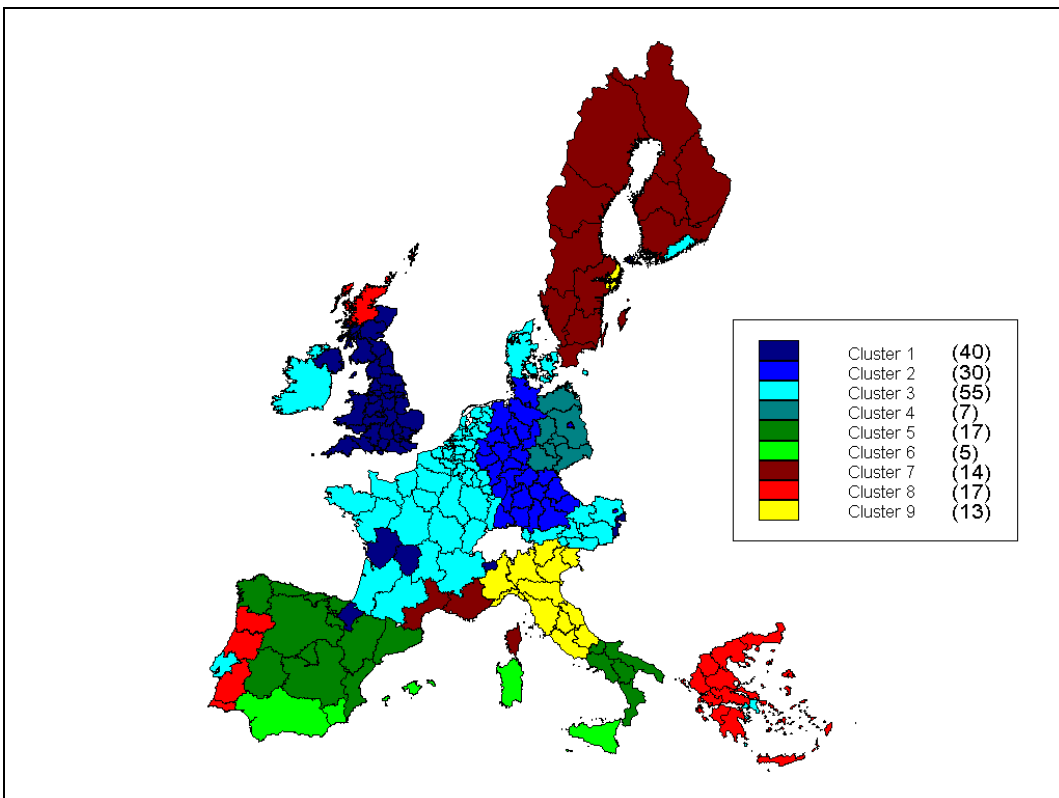 Cluster 1 (40)
Cluster 2 (30)
Cluster 3 (55)
Cluster 4 (7)
Cluster 5 (17)
Cluster 6 (5)
Cluster 7 (14)
Cluster 8 (17)
Cluster 9 (13)